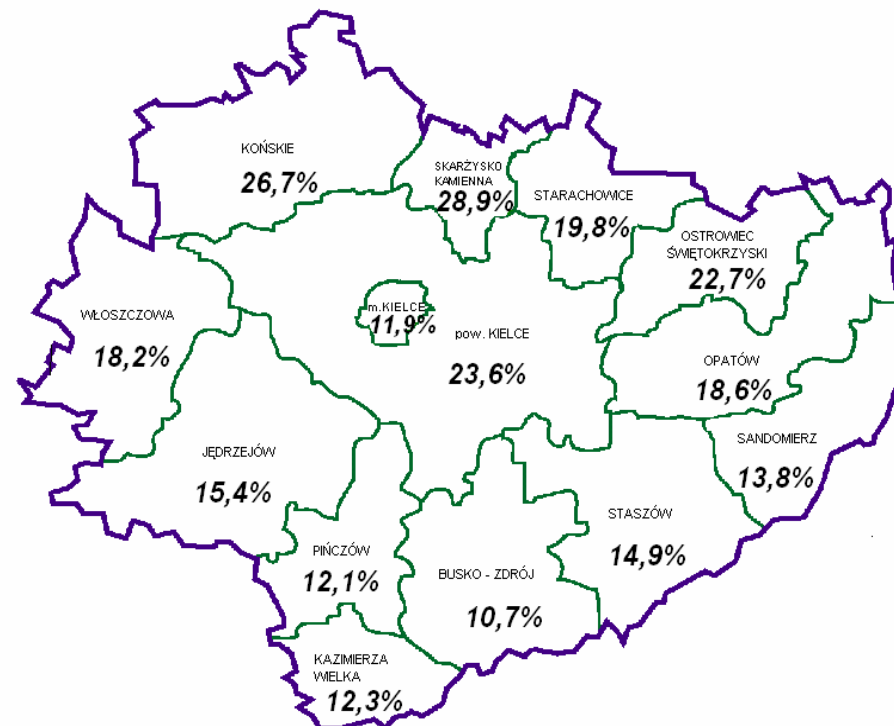 KOŃSKIE
26,7%
SKARŻYSKO
KAMIENNA
28,9%
STARACHOWICE
19,8%
OSTROWIEC
ŚWIĘTOKRZYSKI
22,7%
WŁOSZCZOWA
18,2%
m.KIELCE
11,9%
pow. KIELCE
23,6%
OPATÓW
18,6%
SANDOMIERZ
13,8%
JĘDRZEJÓW
15,4%
STASZÓW
14,9%
PIŃCZÓW
12,1%
BUSKO - ZDRÓJ
10,7%
KAZIMIERZA
WIELKA
12,3%